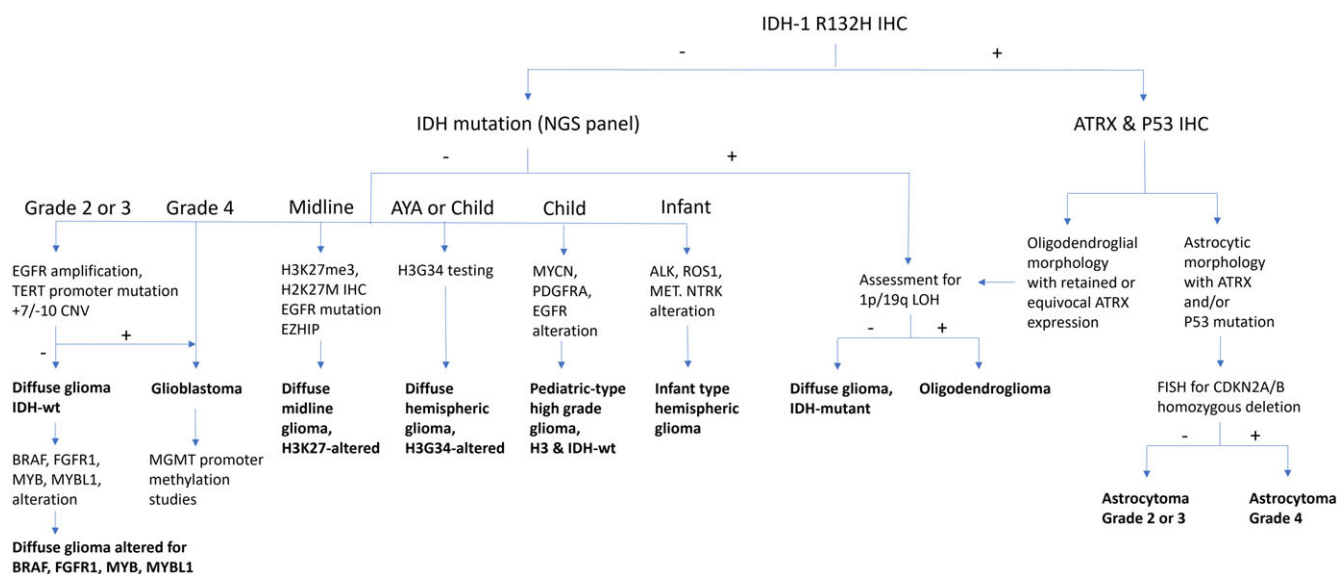 IDH-1 R132H IHC
-
+
IDH mutation (NGS panel)
ATRX & P53 IHC
-
+
Grade 2 or 3
Grade 4
Midline
AYA or Child
Child
Infant
EGFR amplification,
TERT promoter mutation
+7/-10 CNV
H3K27me3,
H2K27M IHC
EGFR mutation
EZHIP
H3G34 testing
MYCN,
PDGFRA,
EGFR
alteration
ALK, ROS1,
MET. NTRK
alteration
Assessment for
1p/19q LOH
Oligodendroglial
morphology
with retained or
equivocal ATRX
expression
Astrocytic
morphology
with ATRX
and/or
P53 mutation
-
+
-
+
Diffuse glioma
IDH-wt
Glioblastoma
Diffuse
midline
glioma,
H3K27-altered
Diffuse
hemispheric
glioma,
H3G34-altered
Pediatric-type
high grade
glioma,
H3 & IDH-wt
Infant type
hemispheric
glioma
Diffuse glioma,
IDH-mutant
Oligodendroglioma
FISH for CDKN2A/B
homozygous deletion
BRAF, FGFR1,
MYB, MYBL1,
alteration
MGMT promoter
methylation
studies
-
+
Astrocytoma
Grade 2 or 3
Astrocytoma
Grade 4
Diffuse glioma altered for
BRAF, FGFR1, MYB, MYBL1